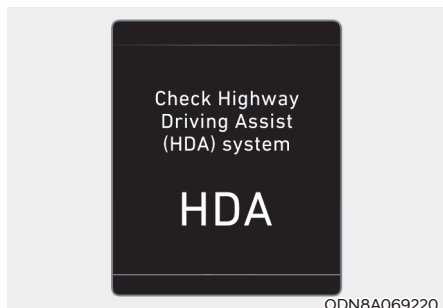 Check Highway
Driving Assist
(HDA) system
HDA
ODN8A069220